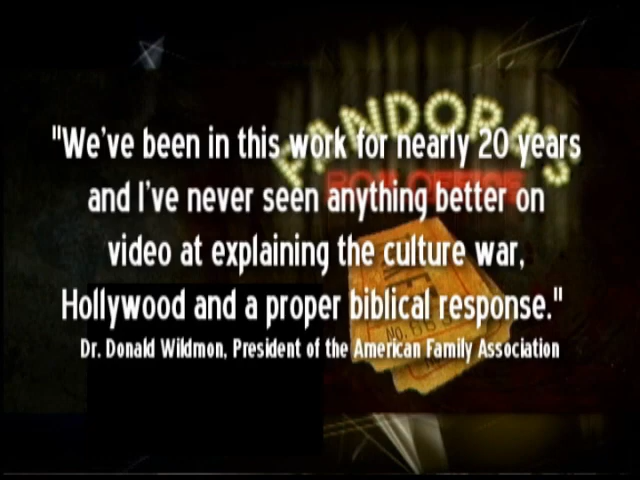 PANDORA'S
BOX OFFICE
"We've been in this work for nearly 20 years
and I've never seen anything better on
video at explaining the culture war,
Hollywood and a proper biblical response."
NO.
Dr. Donald Wildmon, President of the American Family Association